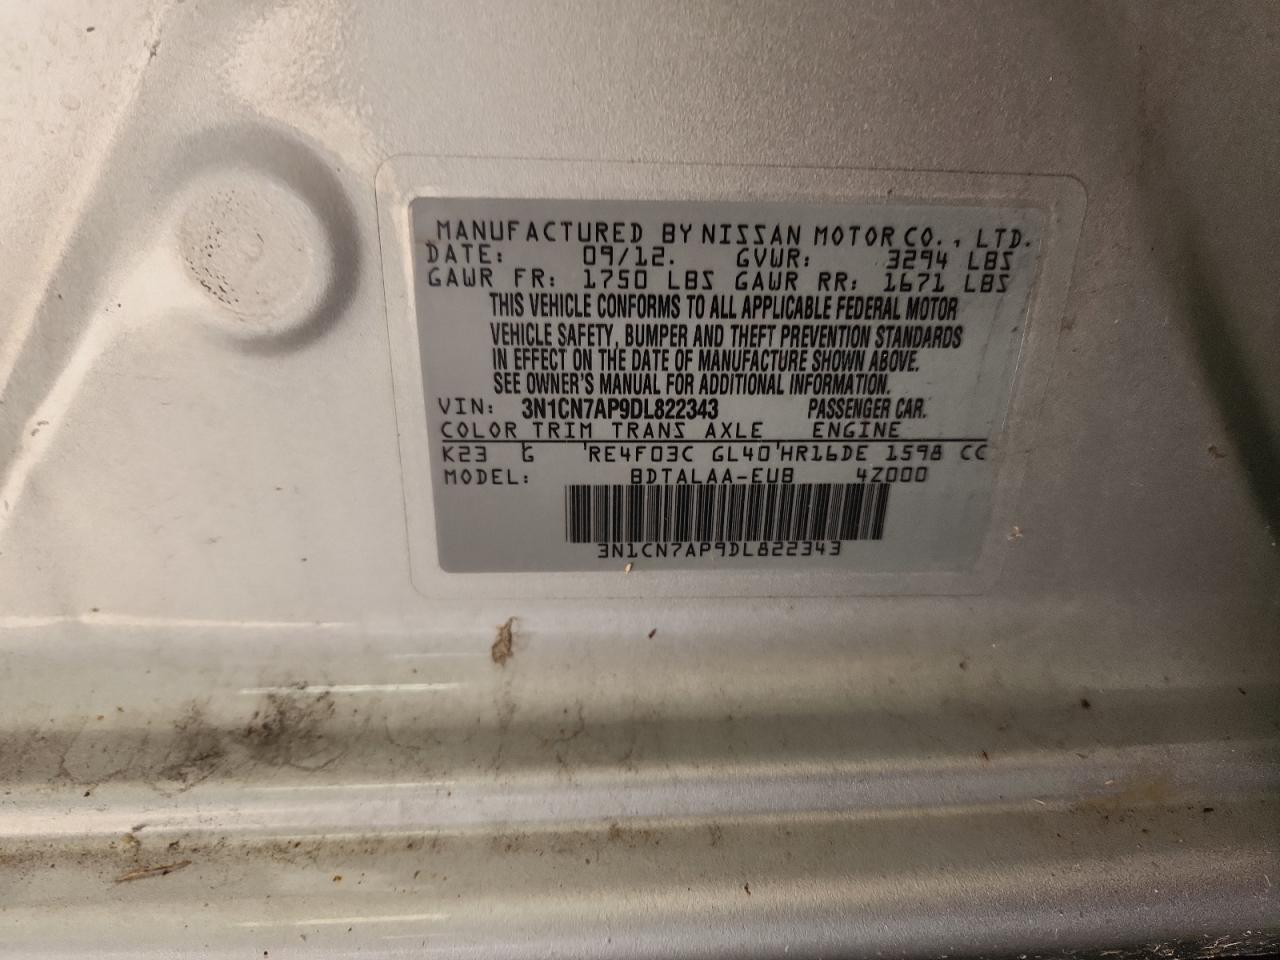 MANUFACTURED BY NISSAN MOTOR CO., LTD.
DATE: 09/12. GVWR: 3294 LBS
GAWR FR: 1750 LBS GAWR RR: 1671 LBS
THIS VEHICLE CONFORMS TO ALL APPLICABLE FEDERAL MOTOR
VEHICLE SAFETY, BUMPER AND THEFT PREVENTION STANDARDS
IN EFFECT ON THE DATE OF MANUFACTURE SHOWN ABOVE.
SEE OWNER'S MANUAL FOR ADDITIONAL INFORMATION.
VIN: 3N1CN7AP9DL822343 PASSENGER CAR.
COLOR TRIM TRANS AXLE ENGINE
K23 G RE4F03C GL40 HR16DE 1598 CC
MODEL: BDTALAA-EUB 4Z000
3N1CN7AP9DL822343